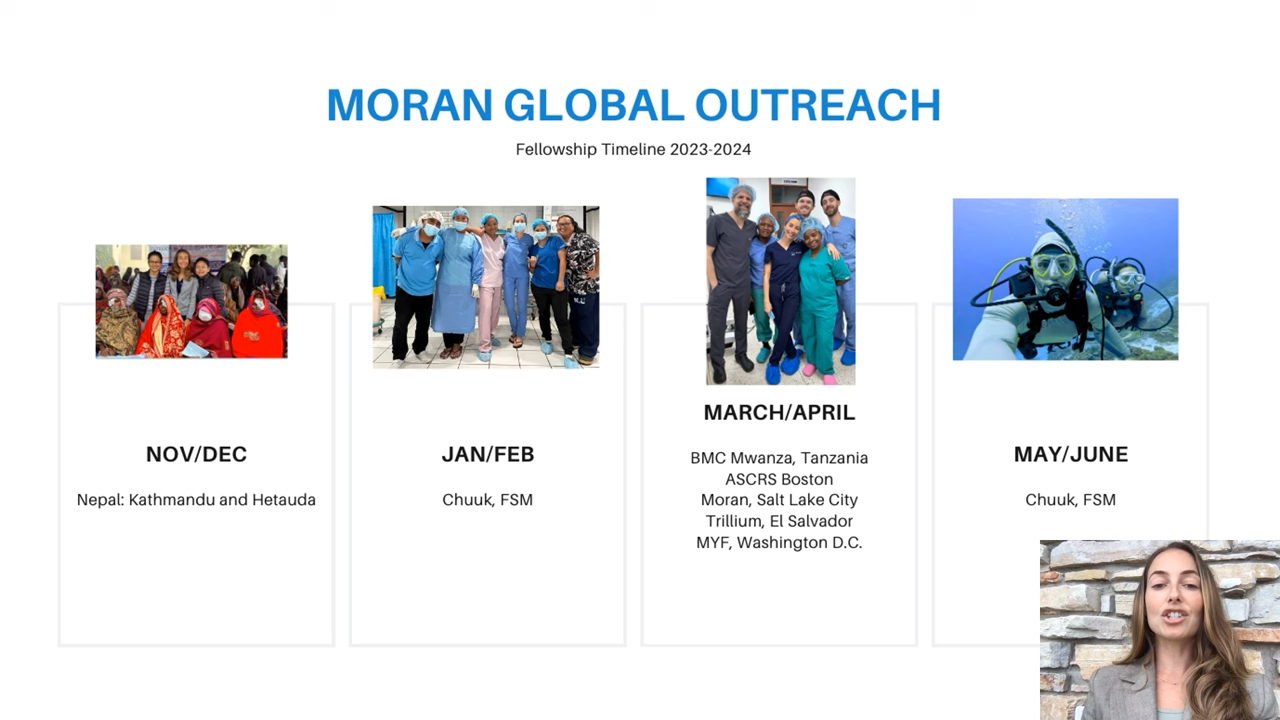 MORAN GLOBAL OUTREACH
Fellowship Timeline 2023-2024
NOV/DEC
Nepal: Kathmandu and Hetauda
JAN/FEB
Chuuk, FSM
MARCH/APRIL
BMC Mwanza, Tanzania
ASCRS Boston
Moran, Salt Lake City
Trillium, El Salvador
MYF, Washington D.C.
MAY/JUNE
Chuuk, FSM